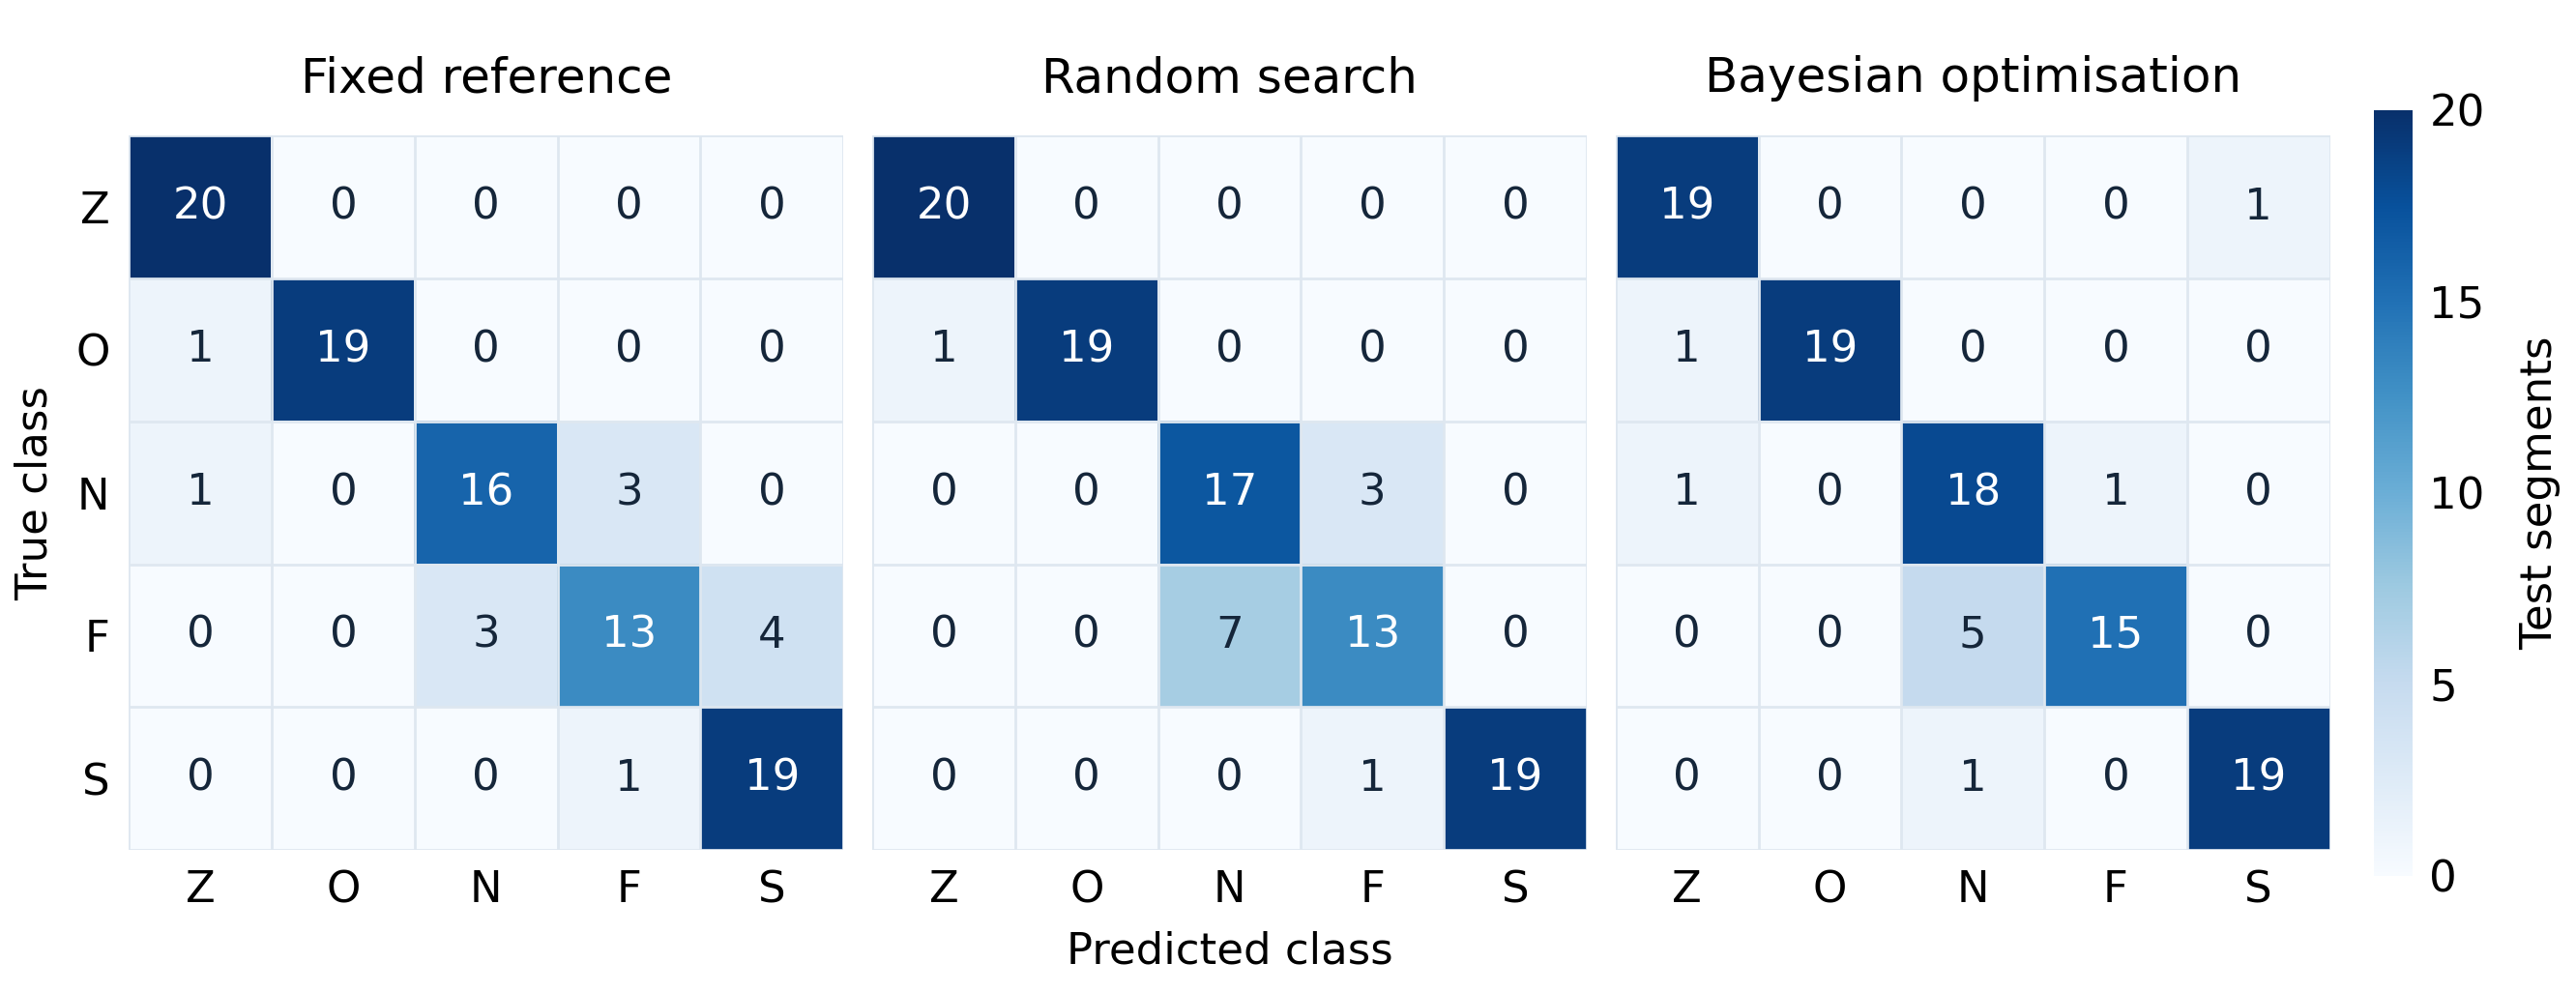 Fixed reference Random search Bayesian optimisation
True class
Z 20 0 0 0 0 20 0 0 0 0 19 0 0 0 1
O 1 19 0 0 0 1 19 0 0 0 1 19 0 0 0
N 1 0 16 3 0 0 0 17 3 0 1 0 18 1 0
F 0 0 3 13 4 0 0 7 13 0 0 0 5 15 0
S 0 0 0 1 19 0 0 0 1 19 0 0 1 0 19
Z O N F S Z O N F S Z O N F S
Predicted class
20
15
10
5
0
Test segments